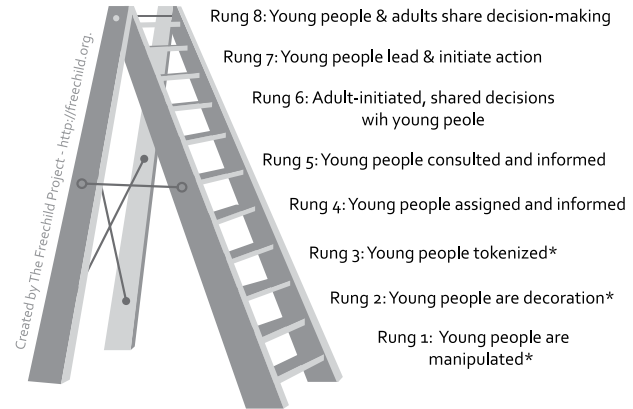 Rung 8: Young people & adults share decision-making
Rung 7: Young people lead & initiate action
Rung 6: Adult-initiated, shared decisions
wih young peole
Rung 5: Young people consulted and informed
Rung 4: Young people assigned and informed
Rung 3: Young people tokenized*
Rung 2: Young people are decoration*
Rung 1: Young people are
manipulated*
Created by The Freechild Project - http://freechild.org.